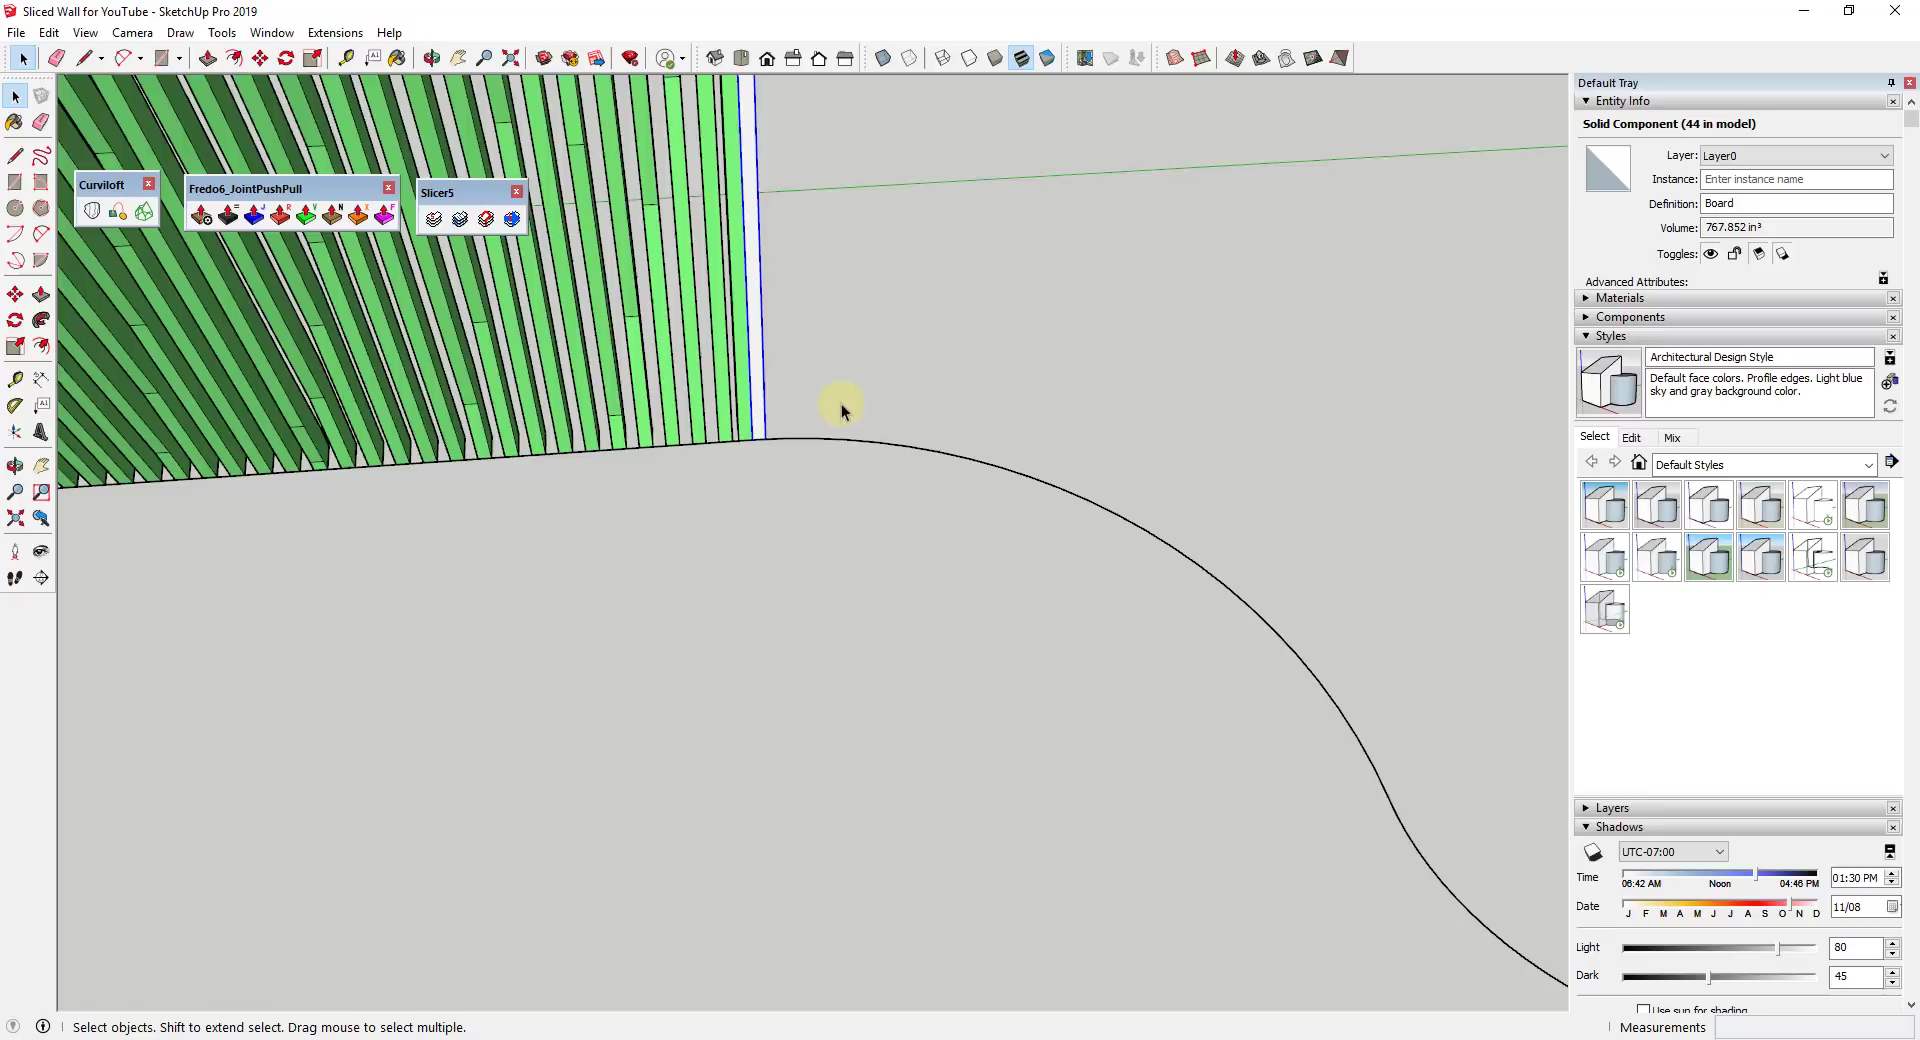 Sliced Wall for YouTube - SketchUp Pro 2019
File Edit View Camera Draw Tools Window Extensions Help
Default Tray
Entity Info
Solid Component (44 in model)
Layer: Layer0
Instance: Enter instance name
Definition: Board
Volume: 767.852 in³
Toggles:
Advanced Attributes:
Materials
Components
Styles
Architectural Design Style
Default face colors. Profile edges. Light blue
sky and gray background color.
Select Edit Mix
Default Styles
Curviloft
Fredo6_JointPushPull
Slicer5
Layers
Shadows
UTC-07:00
Time
06:42 AM Noon 04:46 PM
01:30 PM
Date
J F M A M J J A S O N D
11/08
Light 80
Dark 45
Use sun for shading
Select objects. Shift to extend select. Drag mouse to select multiple.
Measurements